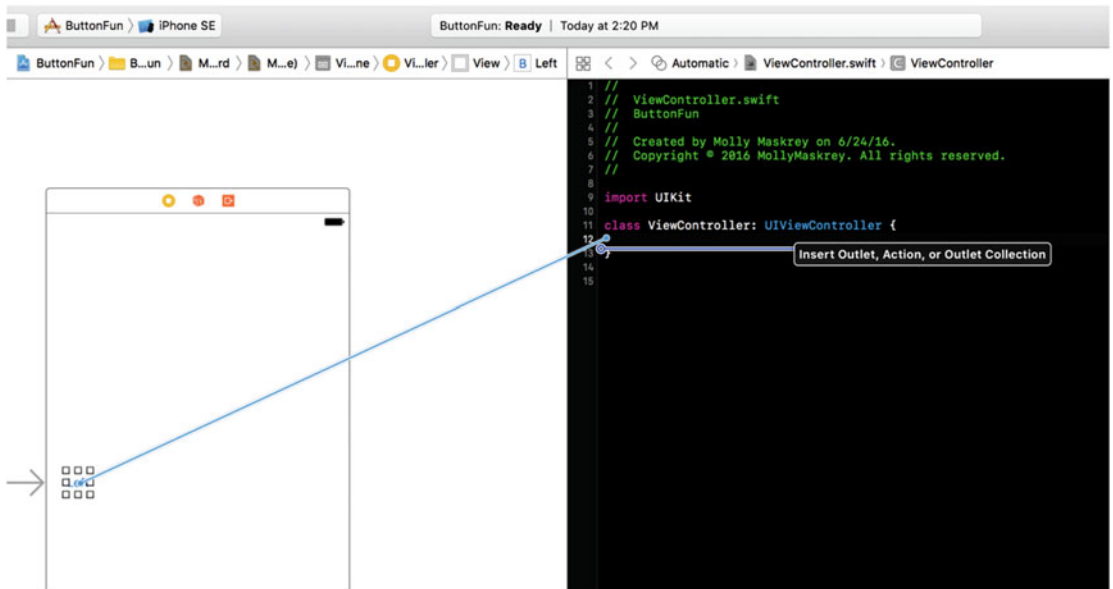 ButtonFun 〉 iPhone SE
ButtonFun: Ready | Today at 2:20 PM
ButtonFun 〉 B...un 〉 M...rd 〉 M...e) 〉 Vi...ne 〉 Vi...ler 〉 View 〉 B Left
Automatic 〉 ViewController.swift 〉 C ViewController
1 //
2 // ViewController.swift
3 // ButtonFun
4 //
5 // Created by Molly Maskrey on 6/24/16.
6 // Copyright © 2016 MollyMaskrey. All rights reserved.
7 //
8
9 import UIKit
10
11 class ViewController: UIViewController {
12
Insert Outlet, Action, or Outlet Collection
13 }
14
15
Left